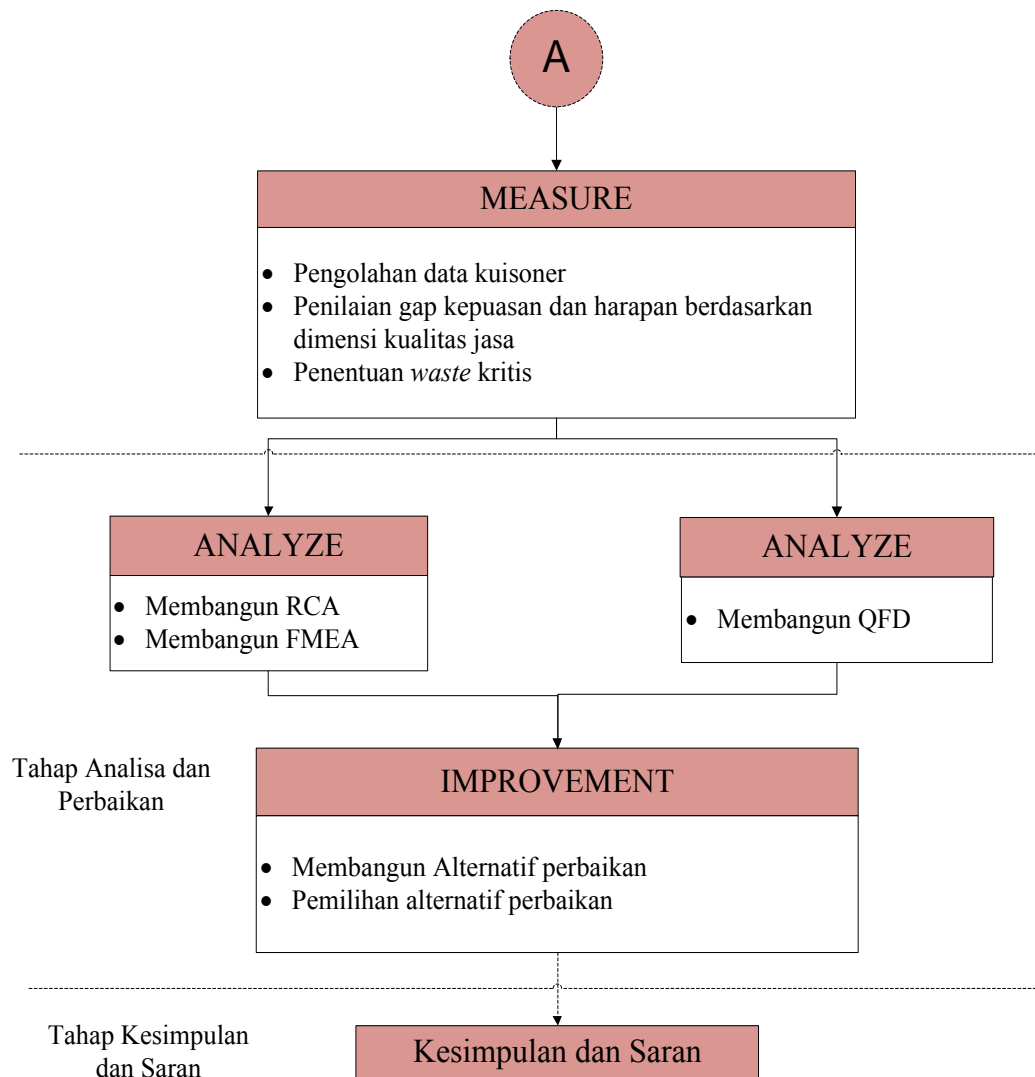 A
MEASURE
• Pengolahan data kuisoner
• Penilaian gap kepuasan dan harapan berdasarkan
dimensi kualitas jasa
• Penentuan waste kritis
ANALYZE
• Membangun RCA
• Membangun FMEA
ANALYZE
• Membangun QFD
Tahap Analisa dan
Perbaikan
IMPROVEMENT
• Membangun Alternatif perbaikan
• Pemilihan alternatif perbaikan
Tahap Kesimpulan
dan Saran
Kesimpulan dan Saran